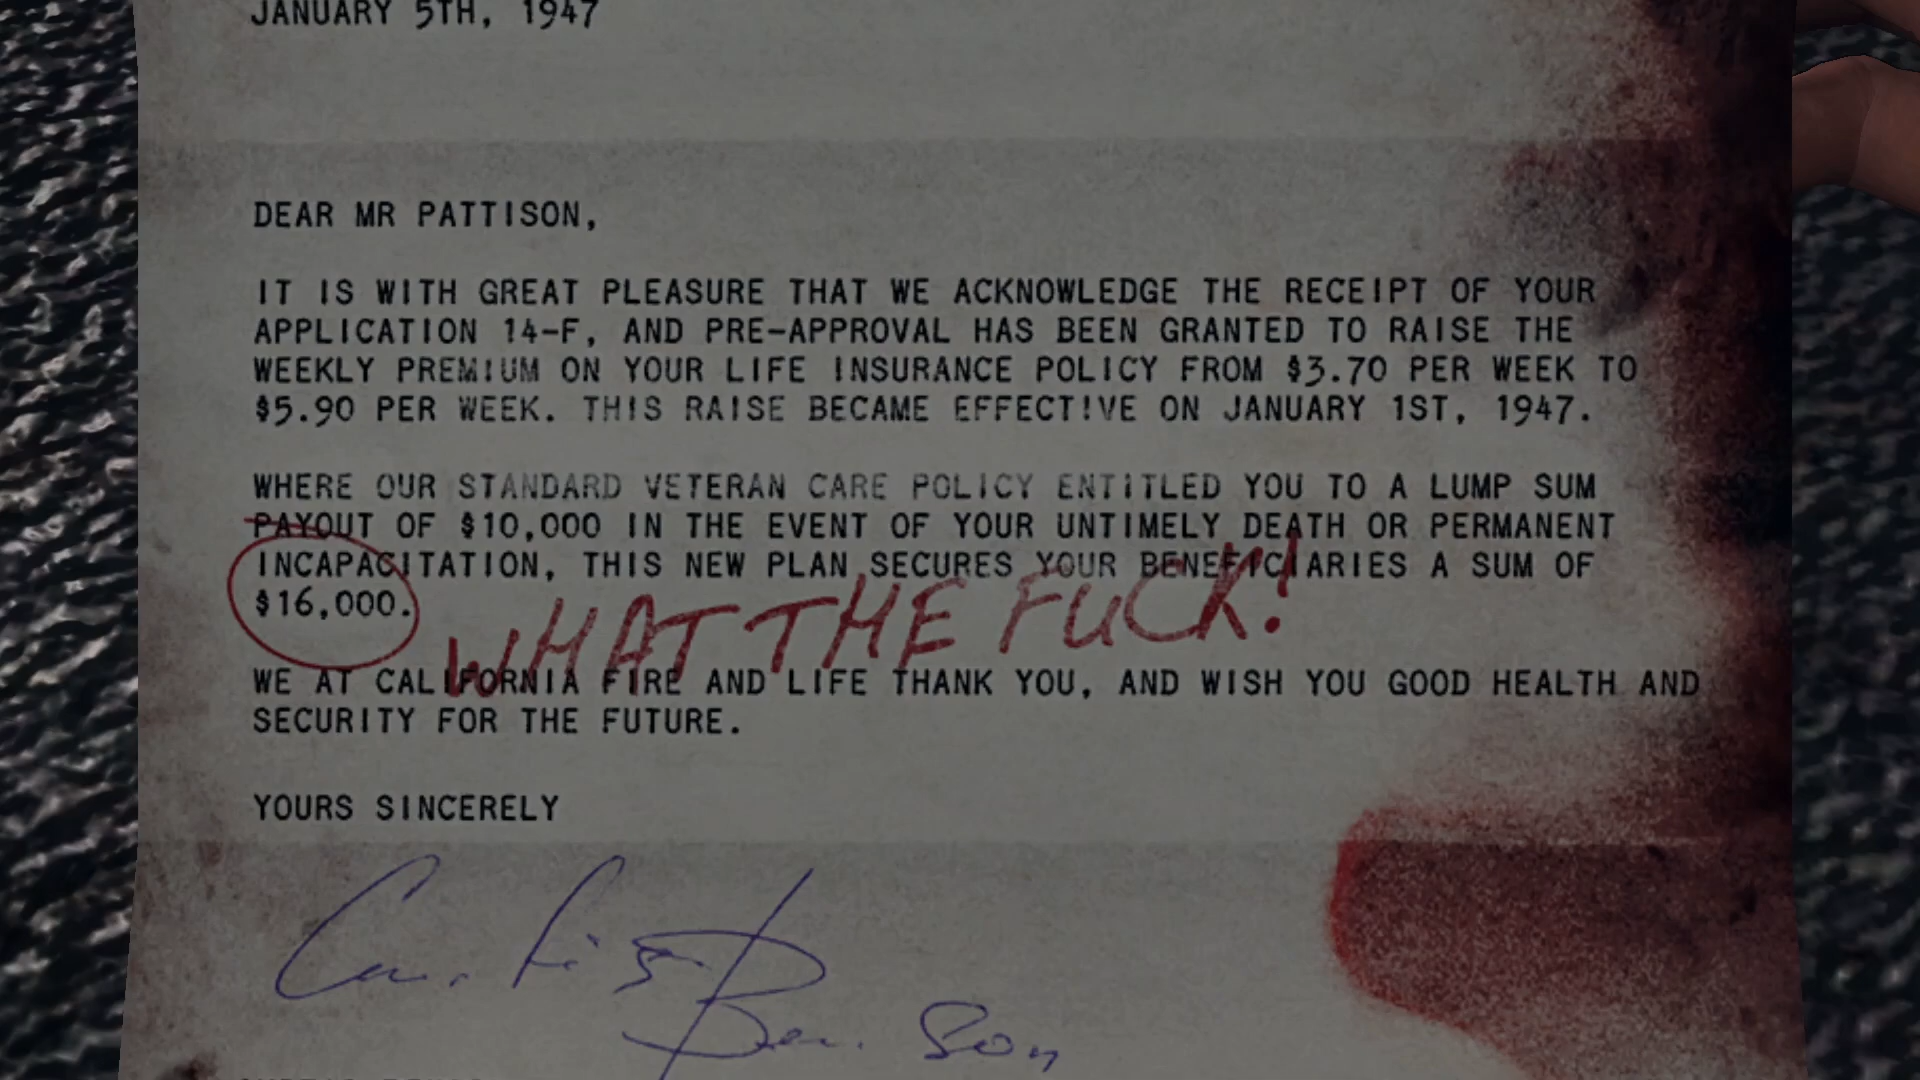 JANUARY 5TH, 1947
DEAR MR PATTISON,
IT IS WITH GREAT PLEASURE THAT WE ACKNOWLEDGE THE RECEIPT OF YOUR
APPLICATION 14-F, AND PRE-APPROVAL HAS BEEN GRANTED TO RAISE THE
WEEKLY PREMIUM ON YOUR LIFE INSURANCE POLICY FROM $3.70 PER WEEK TO
$5.90 PER WEEK. THIS RAISE BECAME EFFECTIVE ON JANUARY 1ST, 1947.
WHERE OUR STANDARD VETERAN CARE POLICY ENTITLED YOU TO A LUMP SUM
PAYOUT OF $10,000 IN THE EVENT OF YOUR UNTIMELY DEATH OR PERMANENT
INCAPACITATION, THIS NEW PLAN SECURES YOUR BENEFICIARIES A SUM OF
$16,000.
WHAT THE FUCK!
WE AT CALIFORNIA FIRE AND LIFE THANK YOU, AND WISH YOU GOOD HEALTH AND
SECURITY FOR THE FUTURE.
YOURS SINCERELY
Curtis Benson